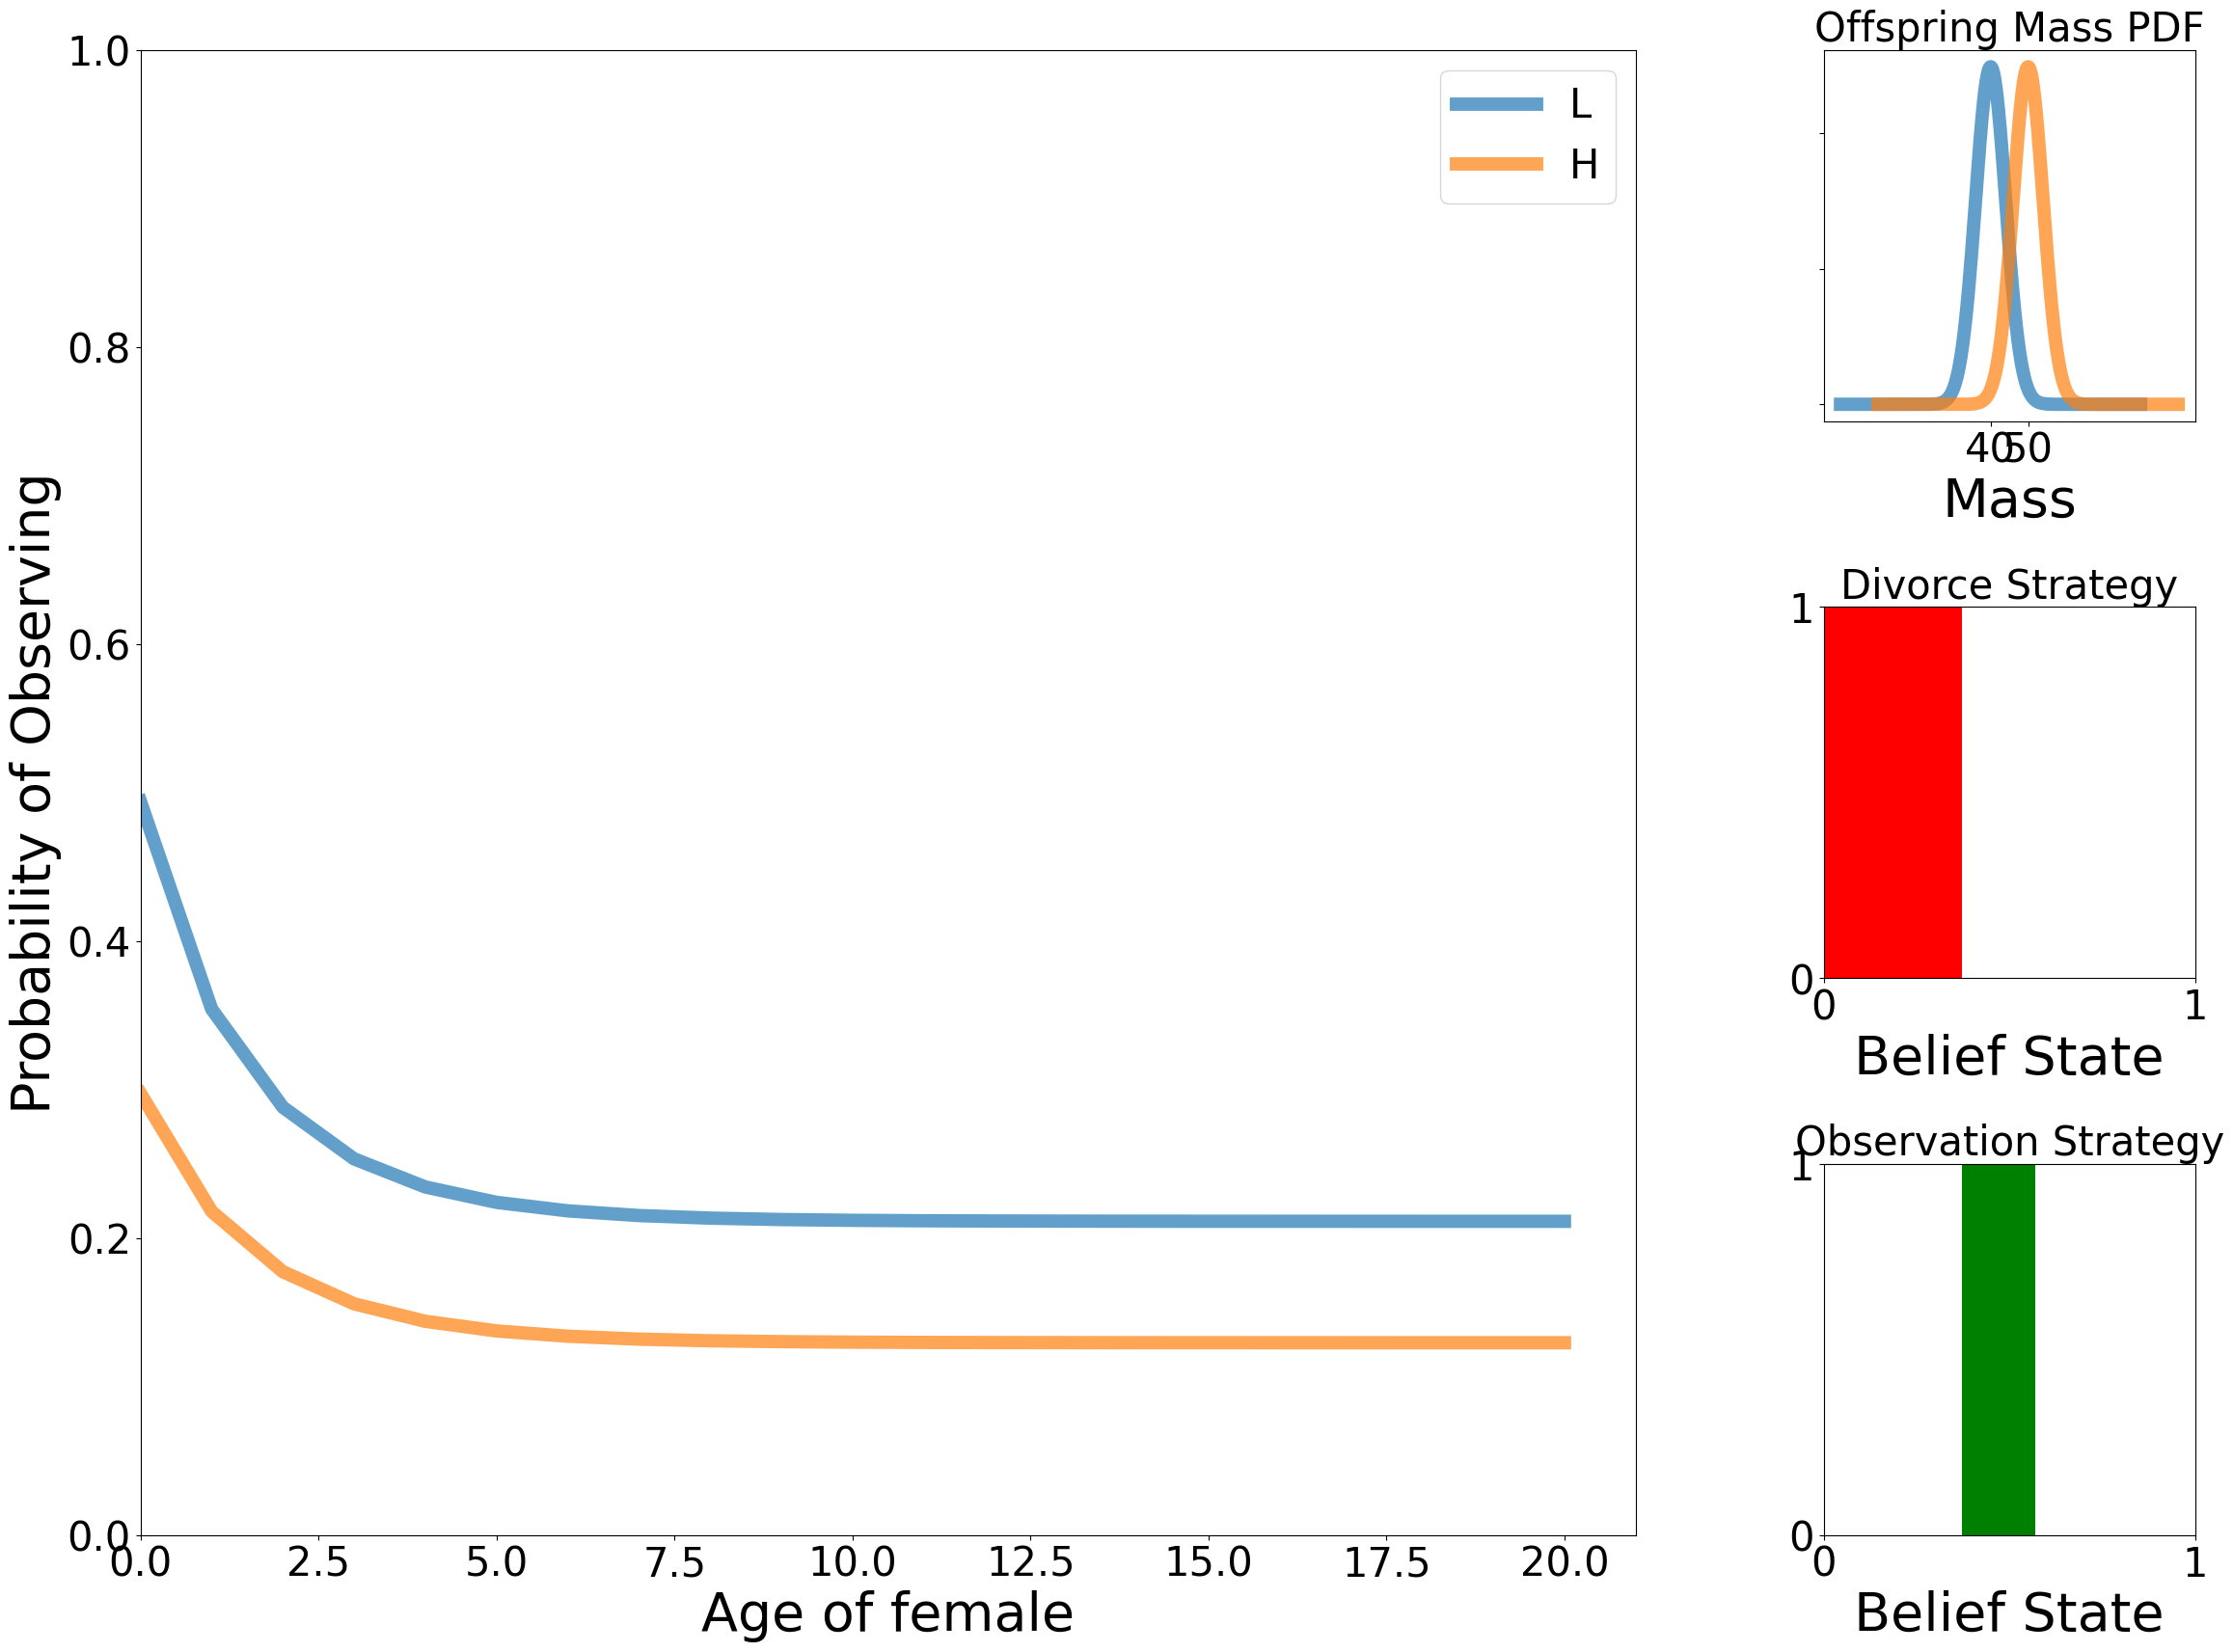 Probability of Observing
1.0
0.8
0.6
0.4
0.2
0.0
0.0 2.5 5.0 7.5 10.0 12.5 15.0 17.5 20.0
Age of female
L
H
Offspring Mass PDF
40 50
Mass
Divorce Strategy
1
0
0 1
Belief State
Observation Strategy
1
0
0 1
Belief State